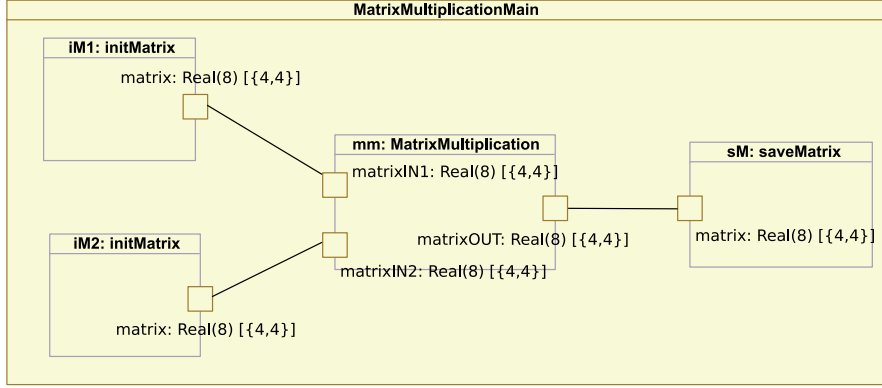 MatrixMultiplicationMain
iM1: initMatrix
matrix: Real(8) [{4,4}]
mm: MatrixMultiplication
matrixIN1: Real(8) [{4,4}]
matrixOUT: Real(8) [{4,4}]
matrixIN2: Real(8) [{4,4}]
sM: saveMatrix
matrix: Real(8) [{4,4}]
iM2: initMatrix
matrix: Real(8) [{4,4}]